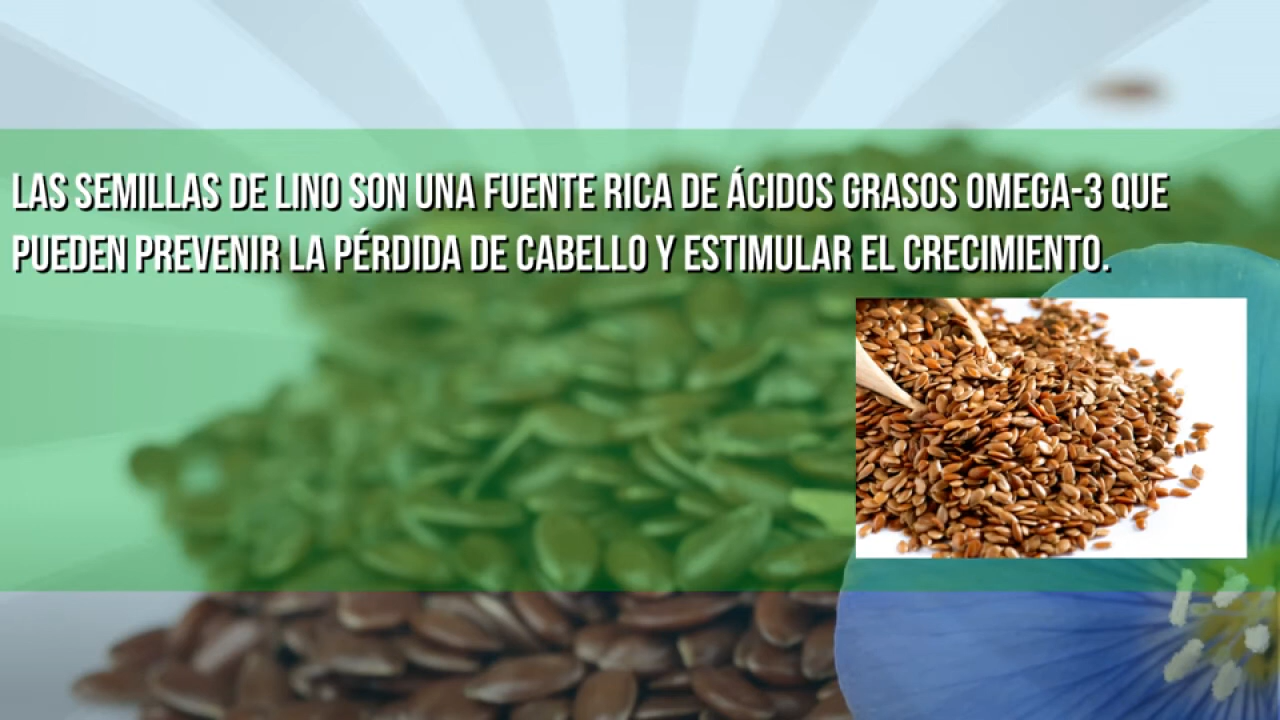 LAS SEMILLAS DE LINO SON UNA FUENTE RICA DE ÁCIDOS GRASOS OMEGA-3 QUE
PUEDEN PREVENIR LA PÉRDIDA DE CABELLO Y ESTIMULAR EL CRECIMIENTO.